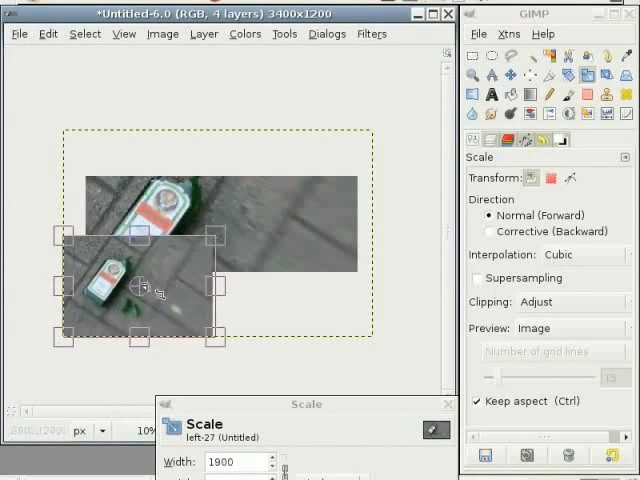 *Untitled-6.0 (RGB, 4 layers) 3400x1200
File Edit Select View Image Layer Colors Tools Dialogs Filters
GIMP
File Xtns Help
Scale
Transform:
Direction
Normal (Forward)
Corrective (Backward)
Interpolation: Cubic
Supersampling
Clipping: Adjust
Preview: Image
Number of grid lines
15
Keep aspect (Ctrl)
px
Scale
Scale
left-27 (Untitled)
Width: 1900